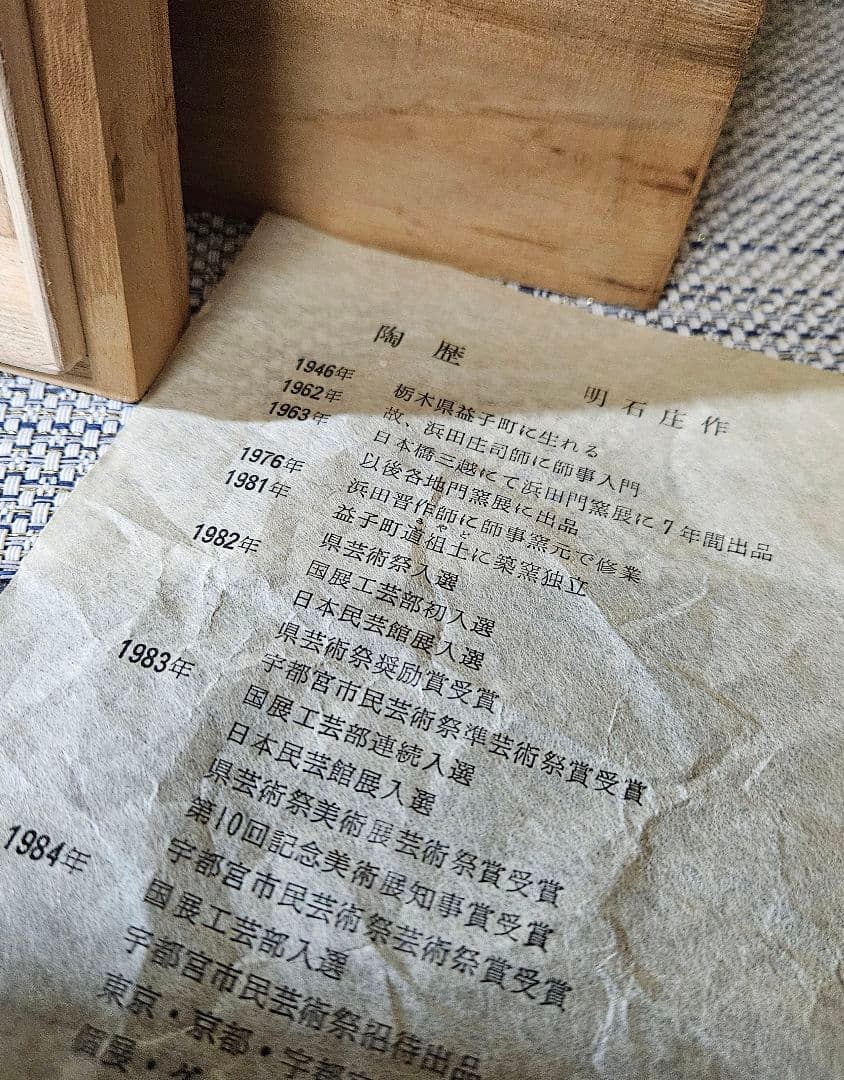 陶歴
明石庄作
1946年 栃木県益子町に生れる
1962年 故、浜田庄司師に師事入門
1963年 日本橋三越にて浜田門窯展に7年間出品
以後各地門窯展に出品
1976年 浜田晋作師に師事窯元で修業
さやど
1981年 益子町道祖土に築窯独立
県芸術祭入選
1982年 国展工芸部初入選
日本民芸館展入選
県芸術祭奨励賞受賞
宇都宮市民芸術祭準芸術祭賞受賞
1983年 国展工芸部連続入選
日本民芸館展入選
県芸術祭美術展芸術祭賞受賞
第10回記念美術展知事賞受賞
宇都宮市民芸術祭芸術祭賞受賞
1984年 国展工芸部入選
宇都宮市民芸術祭招待出品
東京・京都・宇都宮
個展・グ